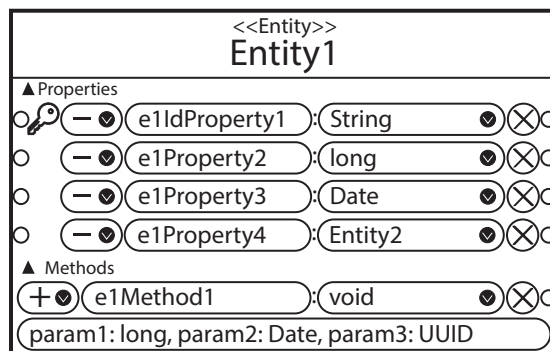 <<Entity>>
Entity1
▲Properties
− e1IdProperty1 : String
− e1Property2 : long
− e1Property3 : Date
− e1Property4 : Entity2
▲ Methods
+ e1Method1 : void
param1: long, param2: Date, param3: UUID